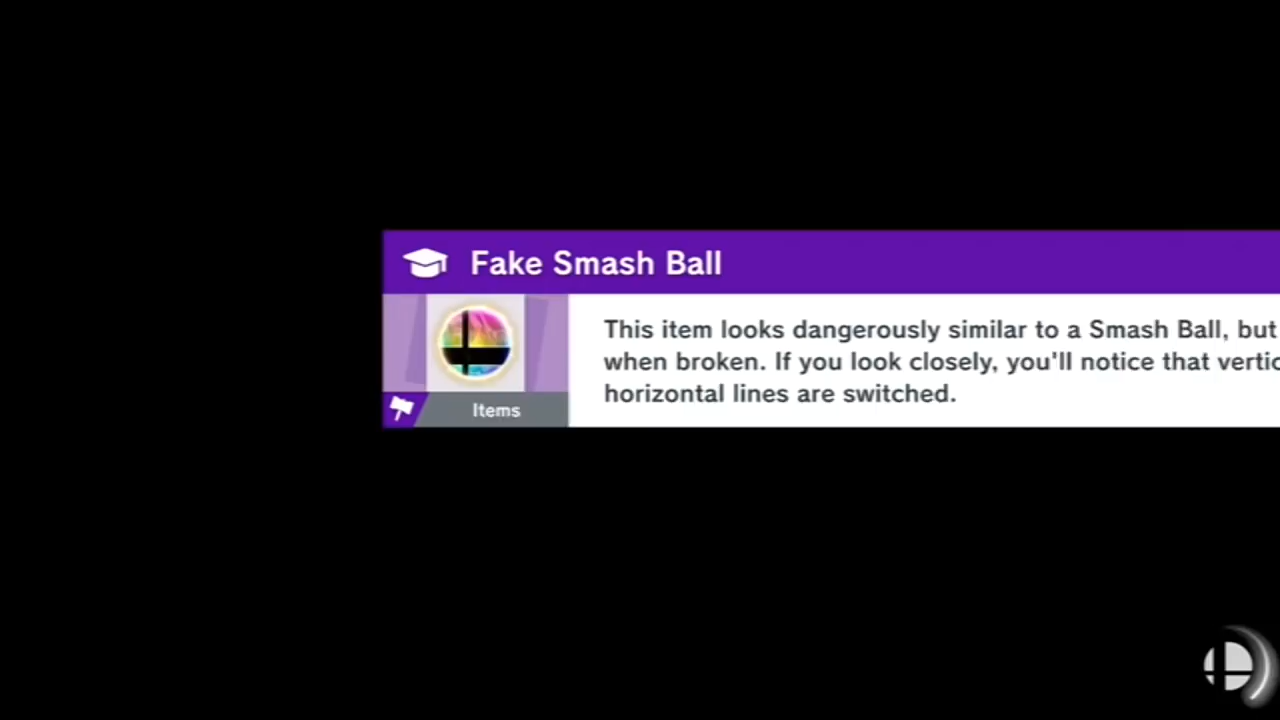 Fake Smash Ball
This item looks dangerously similar to a Smash Ball, but
when broken. If you look closely, you'll notice that
horizontal lines are switched.
Items